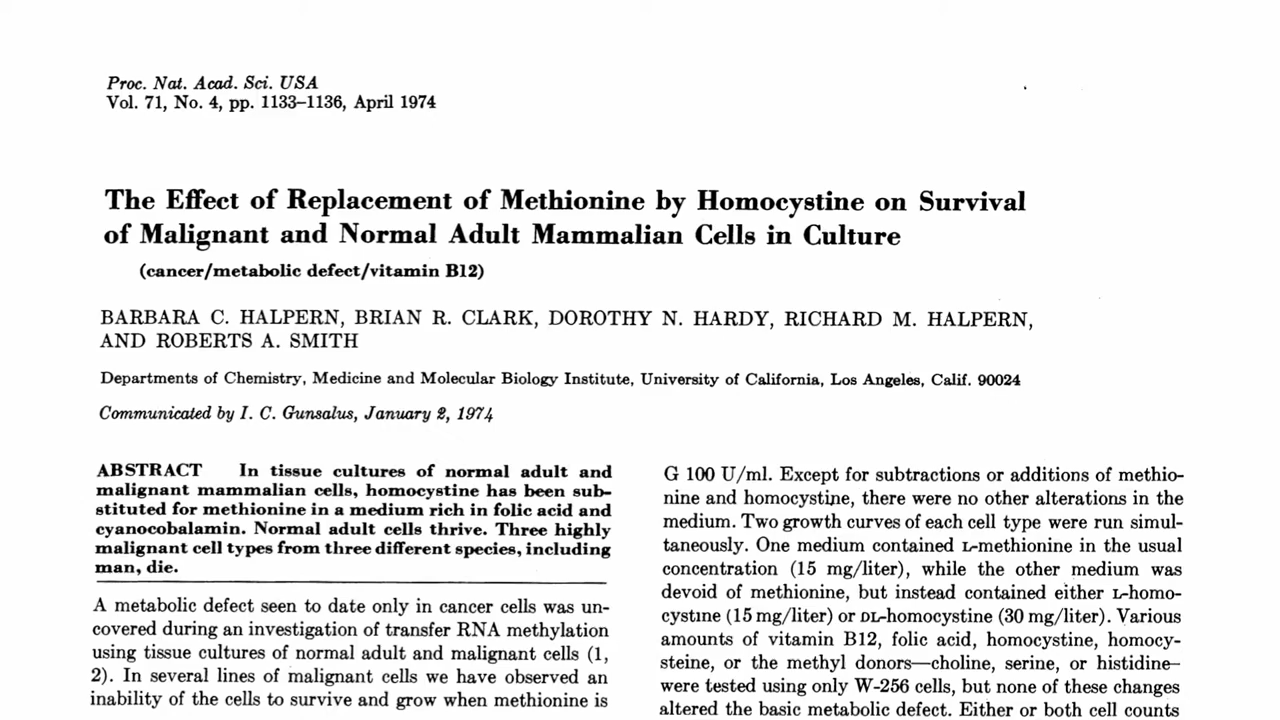 Proc. Nat. Acad. Sci. USA
Vol. 71, No. 4, pp. 1133–1136, April 1974
The Effect of Replacement of Methionine by Homocystine on Survival
of Malignant and Normal Adult Mammalian Cells in Culture
(cancer/metabolic defect/vitamin B12)
BARBARA C. HALPERN, BRIAN R. CLARK, DOROTHY N. HARDY, RICHARD M. HALPERN,
AND ROBERTS A. SMITH
Departments of Chemistry, Medicine and Molecular Biology Institute, University of California, Los Angeles, Calif. 90024
Communicated by I. C. Gunsalus, January 2, 1974
ABSTRACT In tissue cultures of normal adult and
malignant mammalian cells, homocystine has been sub-
stituted for methionine in a medium rich in folic acid and
cyanocobalamin. Normal adult cells thrive. Three highly
malignant cell types from three different species, including
man, die.
A metabolic defect seen to date only in cancer cells was un-
covered during an investigation of transfer RNA methylation
using tissue cultures of normal adult and malignant cells (1,
2). In several lines of malignant cells we have observed an
inability of the cells to survive and grow when methionine is
G 100 U/ml. Except for subtractions or additions of methio-
nine and homocystine, there were no other alterations in the
medium. Two growth curves of each cell type were run simul-
taneously. One medium contained L-methionine in the usual
concentration (15 mg/liter), while the other medium was
devoid of methionine, but instead contained either L-homo-
cystine (15 mg/liter) or DL-homocystine (30 mg/liter). Various
amounts of vitamin B12, folic acid, homocystine, homocy-
steine, or the methyl donors—choline, serine, or histidine—
were tested using only W-256 cells, but none of these changes
altered the basic metabolic defect. Either or both cell counts